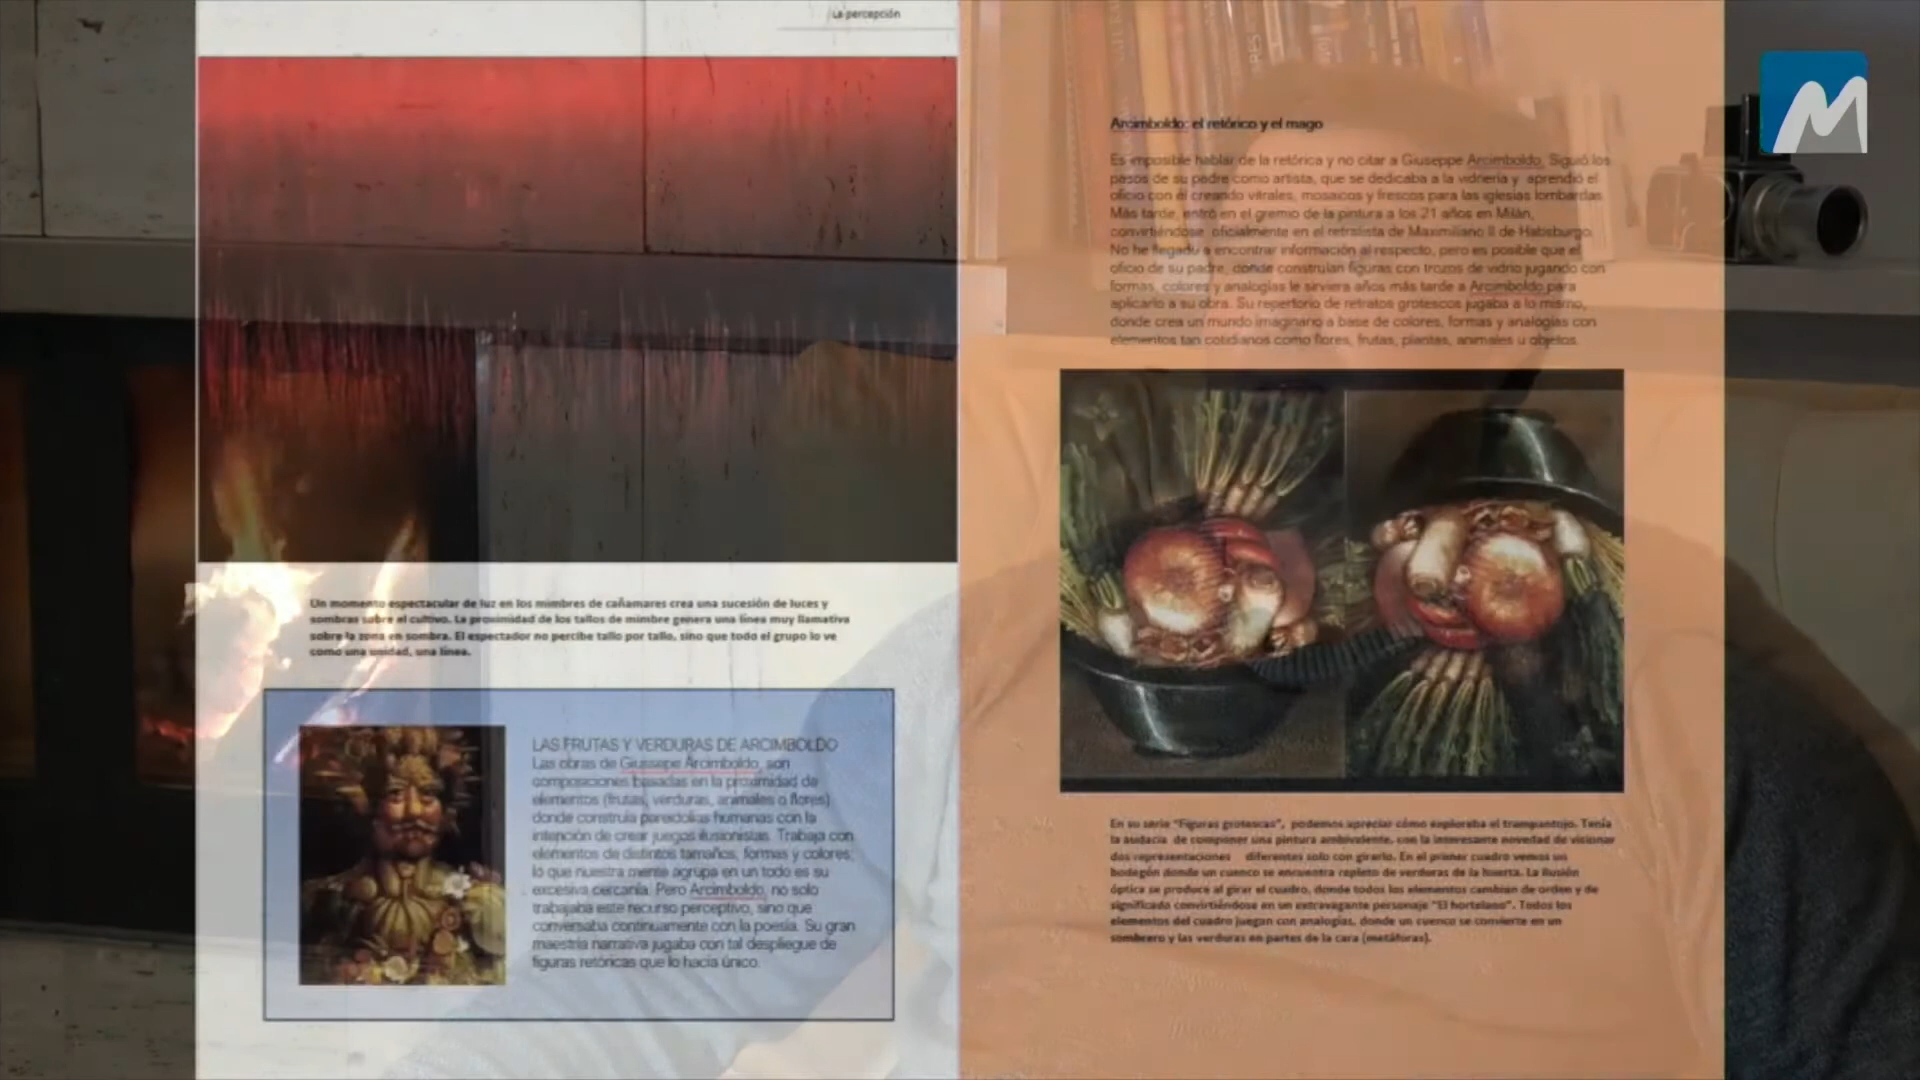 La percepción
Un momento espectacular de luz en los mimbres de cañamares crea una sucesión de luces y
sombras sobre el cultivo. La proximidad de los tallos de mimbre genera una línea muy llamativa
sobre la zona en sombra. El espectador no percibe tallo por tallo, sino que todo el grupo lo ve
como una unidad, una línea.
LAS FRUTAS Y VERDURAS DE ARCIMBOLDO
Las obras de Giussepe Arcimboldo, son
composiciones basadas en la proximidad de
elementos (frutas, verduras, animales o flores)
donde construía pareidolias humanas con la
intención de crear juegos ilusionistas. Trabaja con
elementos de distintos tamaños, formas y colores,
lo que nuestra mente agrupa en un todo es su
excesiva cercanía. Pero Arcimboldo, no solo
trabajaba este recurso perceptivo, sino que
conversaba continuamente con la poesía. Su gran
maestría narrativa jugaba con tal despliegue de
figuras retóricas que lo hacía único.
Arcimboldo: el retórico y el mago
Es imposible hablar de la retórica y no citar a Giuseppe Arcimboldo. Siguió los
pasos de su padre como artista, que se dedicaba a la vidriería y aprendió el
oficio con él creando vitrales, mosaicos y frescos para las iglesias lombardas.
Más tarde, entró en el gremio de la pintura a los 21 años en Milán,
convirtiéndose oficialmente en el retratista de Maximiliano II de Habsburgo.
No he llegado a encontrar información al respecto, pero es posible que el
oficio de su padre, donde construían figuras con trozos de vidrio jugando con
formas, colores y analogías le sirviera años más tarde a Arcimboldo para
aplicarlo a su obra. Su repertorio de retratos grotescos jugaba a lo mismo,
donde crea un mundo imaginario a base de colores, formas y analogías con
elementos tan cotidianos como flores, frutas, plantas, animales u objetos.
En su serie "Figuras grotescas", podemos apreciar cómo exploraba el trampantojo. Tenía
la audacia de componer una pintura ambivalente, con la interesante novedad de visionar
dos representaciones diferentes solo con girarlo. En el primer cuadro vemos un
bodegón donde un cuenco se encuentra repleto de verduras de la huerta. La ilusión
óptica se produce al girar el cuadro, donde todos los elementos cambian de orden y de
significado convirtiéndose en un extravagante personaje "El hortelano". Todos los
elementos del cuadro juegan con analogías, donde un cuenco se convierte en un
sombrero y las verduras en partes de la cara (metáforas).